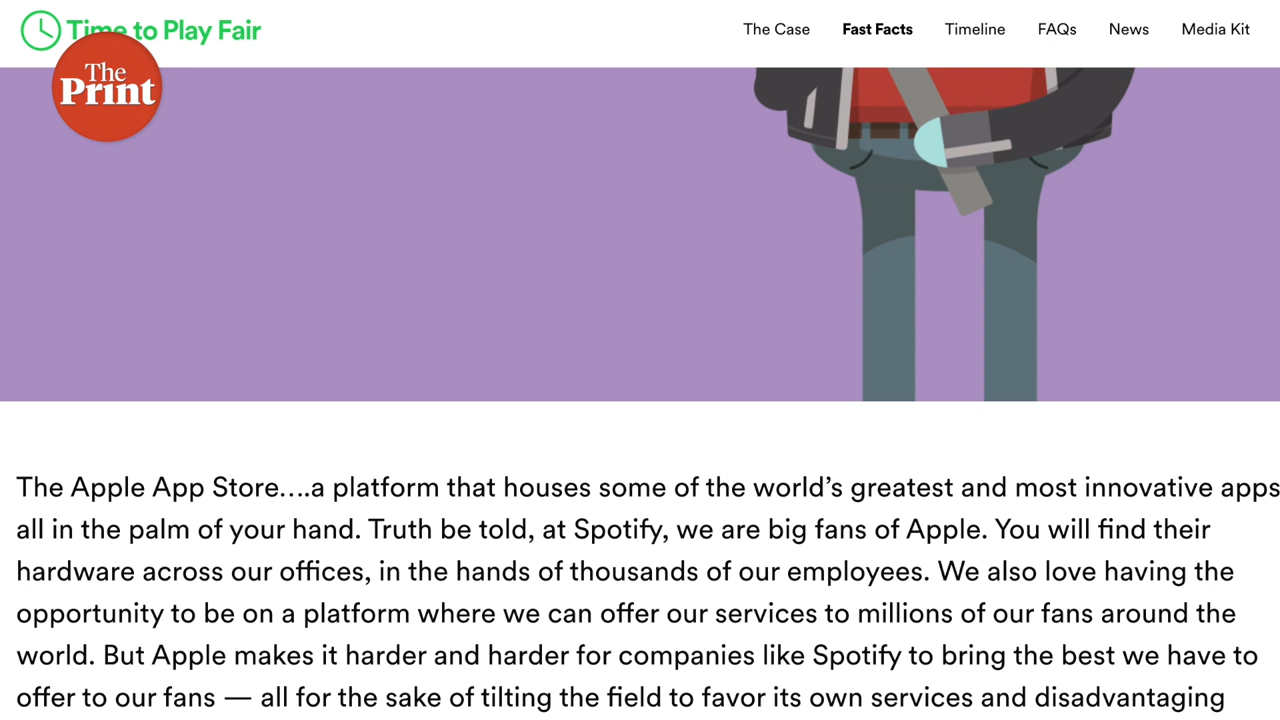 Time to Play Fair
The Case Fast Facts Timeline FAQs News Media Kit
The
Print
The Apple App Store….a platform that houses some of the world’s greatest and most innovative apps
all in the palm of your hand. Truth be told, at Spotify, we are big fans of Apple. You will find their
hardware across our offices, in the hands of thousands of our employees. We also love having the
opportunity to be on a platform where we can offer our services to millions of our fans around the
world. But Apple makes it harder and harder for companies like Spotify to bring the best we have to
offer to our fans — all for the sake of tilting the field to favor its own services and disadvantaging